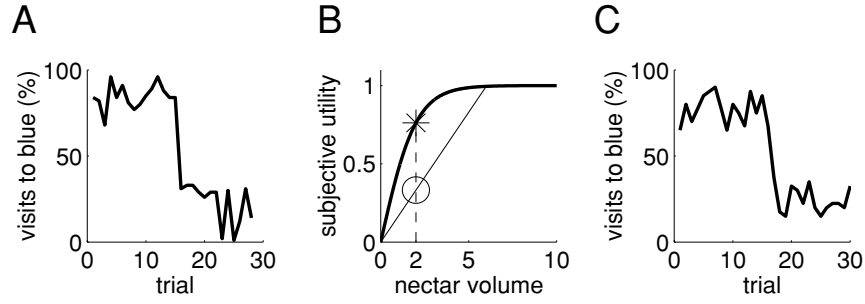 A
visits to blue (%)
100
50
0
0 10 20 30
trial
B
subjective utility
1
0.5
0
0 2 5 10
nectar volume
C
visits to blue (%)
100
50
0
0 10 20 30
trial